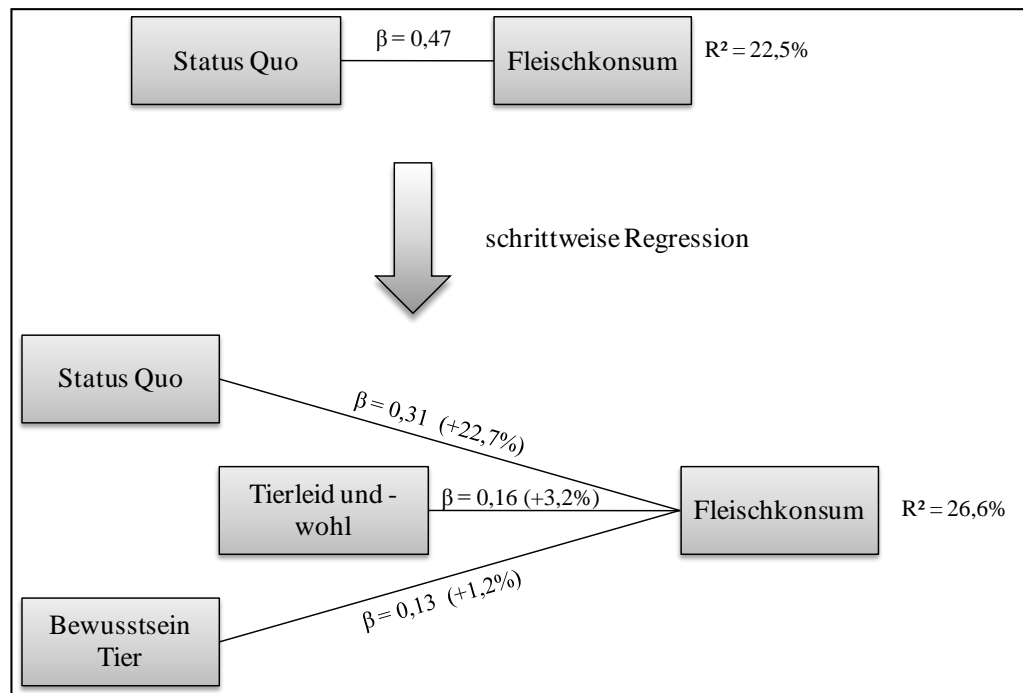 Status Quo
β = 0,47
Fleischkonsum
R² = 22,5%
schrittweise Regression
Status Quo
β = 0,31 (+22,7%)
Tierleid und -
wohl
β = 0,16 (+3,2%)
Fleischkonsum
R² = 26,6%
β = 0,13 (+1,2%)
Bewusstsein
Tier